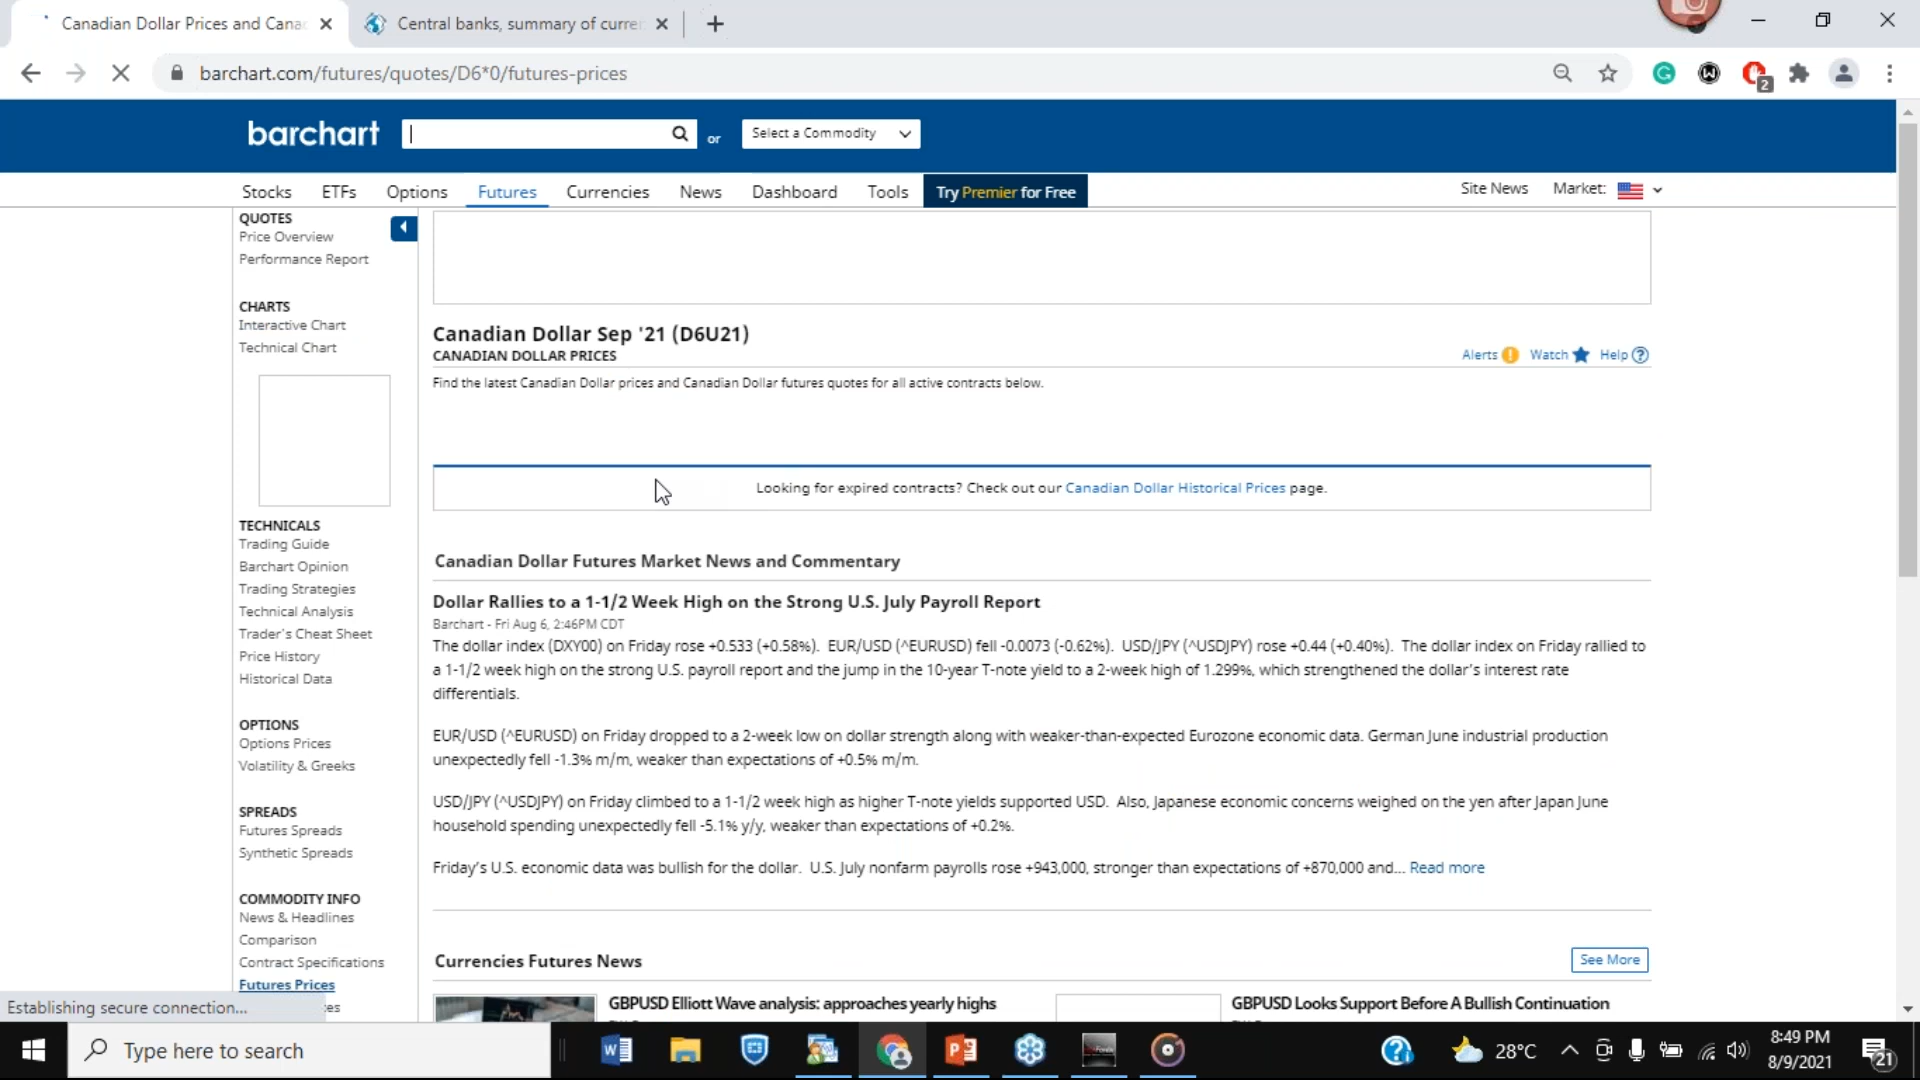 Canadian Dollar Prices and Cana
Central banks, summary of curre
barchart.com/futures/quotes/D6*0/futures-prices
2
barchart
or
Select a Commodity
Stocks ETFs Options Futures Currencies News Dashboard Tools Try Premier for Free
Site News Market:
QUOTES
Price Overview
Performance Report
CHARTS
Interactive Chart
Technical Chart
TECHNICALS
Trading Guide
Barchart Opinion
Trading Strategies
Technical Analysis
Trader's Cheat Sheet
Price History
Historical Data
OPTIONS
Options Prices
Volatility & Greeks
SPREADS
Futures Spreads
Synthetic Spreads
COMMODITY INFO
News & Headlines
Comparison
Contract Specifications
Futures Prices
Canadian Dollar Sep '21 (D6U21)
CANADIAN DOLLAR PRICES
Alerts ! Watch Help ?
Find the latest Canadian Dollar prices and Canadian Dollar futures quotes for all active contracts below.
Looking for expired contracts? Check out our Canadian Dollar Historical Prices page.
Canadian Dollar Futures Market News and Commentary
Dollar Rallies to a 1-1/2 Week High on the Strong U.S. July Payroll Report
Barchart - Fri Aug 6, 2:46PM CDT
The dollar index (DXY00) on Friday rose +0.533 (+0.58%). EUR/USD (^EURUSD) fell -0.0073 (-0.62%). USD/JPY (^USDJPY) rose +0.44 (+0.40%). The dollar index on Friday rallied to
a 1-1/2 week high on the strong U.S. payroll report and the jump in the 10-year T-note yield to a 2-week high of 1.299%, which strengthened the dollar's interest rate
differentials.
EUR/USD (^EURUSD) on Friday dropped to a 2-week low on dollar strength along with weaker-than-expected Eurozone economic data. German June industrial production
unexpectedly fell -1.3% m/m, weaker than expectations of +0.5% m/m.
USD/JPY (^USDJPY) on Friday climbed to a 1-1/2 week high as higher T-note yields supported USD. Also, Japanese economic concerns weighed on the yen after Japan June
household spending unexpectedly fell -5.1% y/y, weaker than expectations of +0.2%.
Friday's U.S. economic data was bullish for the dollar. U.S. July nonfarm payrolls rose +943,000, stronger than expectations of +870,000 and... Read more
Currencies Futures News
See More
GBPUSD Elliott Wave analysis: approaches yearly highs
GBPUSD Looks Support Before A Bullish Continuation
Establishing secure connection...
Type here to search
28°C
8:49 PM
8/9/2021
21